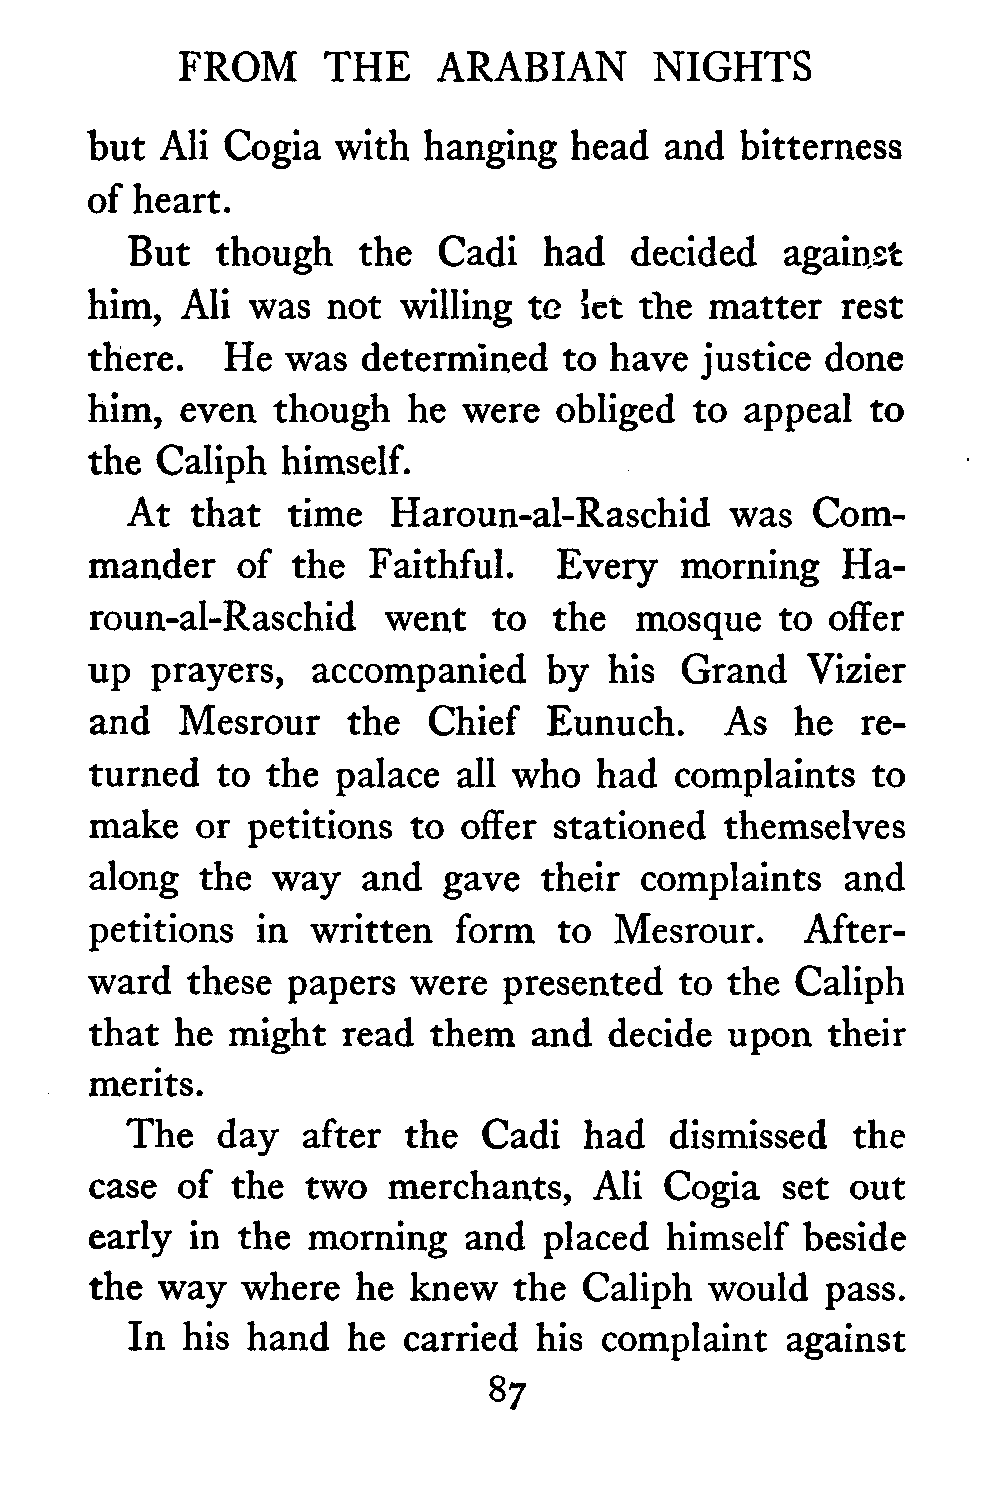 FROM THE ARABIAN NIGHTS
but Ali Cogia with hanging head and bitterness
of heart.
But though the Cadi had decided against
him, Ali was not willing to let the matter rest
there. He was determined to have justice done
him, even though he were obliged to appeal to
the Caliph himself.
At that time Haroun-al-Raschid was Com-
mander of the Faithful. Every morning Ha-
roun-al-Raschid went to the mosque to offer
up prayers, accompanied by his Grand Vizier
and Mesrour the Chief Eunuch. As he re-
turned to the palace all who had complaints to
make or petitions to offer stationed themselves
along the way and gave their complaints and
petitions in written form to Mesrour. After-
ward these papers were presented to the Caliph
that he might read them and decide upon their
merits.
The day after the Cadi had dismissed the
case of the two merchants, Ali Cogia set out
early in the morning and placed himself beside
the way where he knew the Caliph would pass.
In his hand he carried his complaint against
87